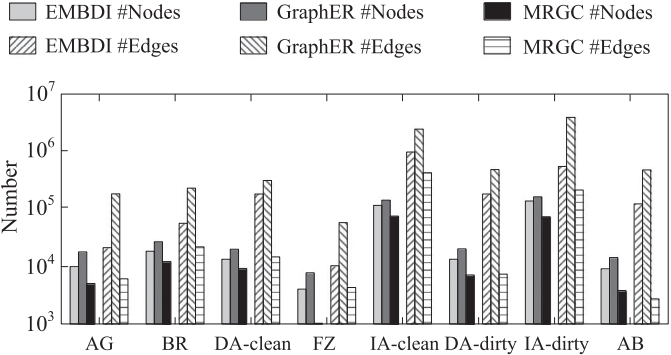 EMBDI #Nodes GraphER #Nodes MRGC #Nodes
EMBDI #Edges GraphER #Edges MRGC #Edges
10^7
10^6
10^5
10^4
10^3
Number
AG BR DA-clean FZ IA-clean DA-dirty IA-dirty AB